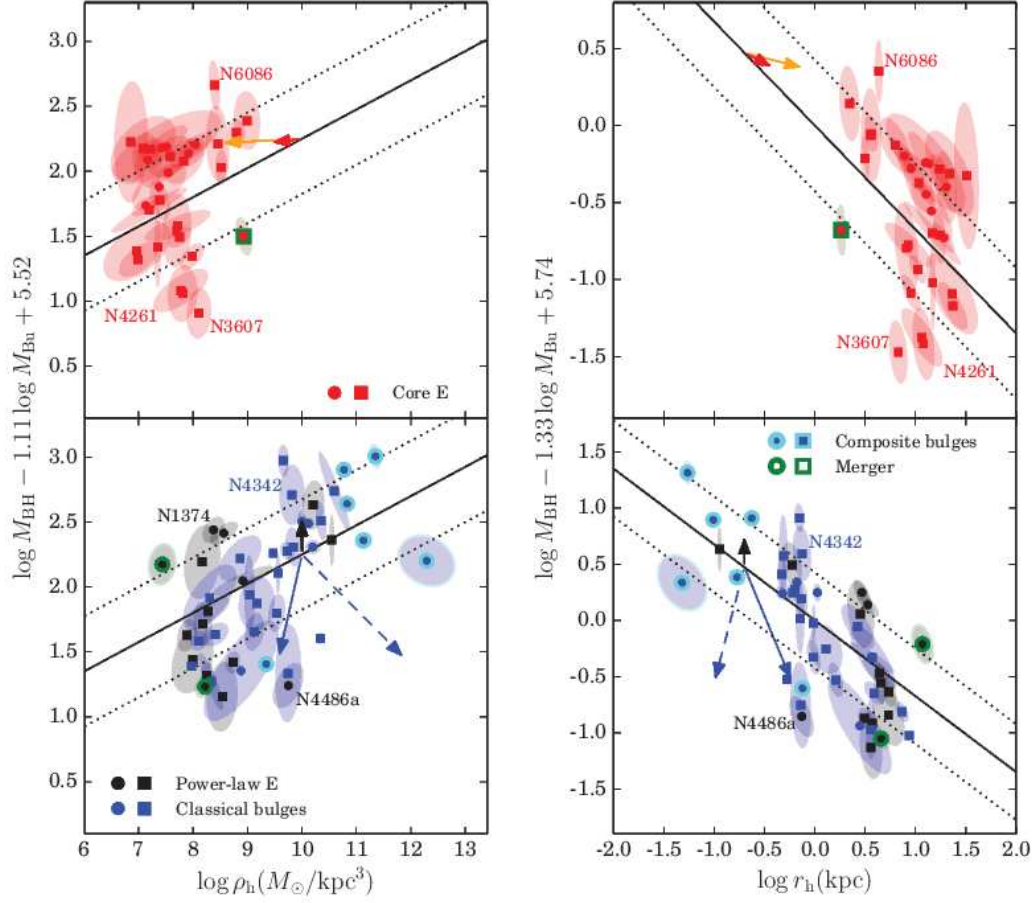 3.0
2.5
2.0
1.5
1.0
0.5
N6086
N4261
N3607
Core E
0.5
0.0
-0.5
-1.0
-1.5
N6086
N3607
N4261
log M_BH − 1.11 log M_Bu + 5.52
log M_BH − 1.33 log M_Bu + 5.74
3.0
2.5
2.0
1.5
1.0
0.5
N4342
N1374
N4486a
Power-law E
Classical bulges
6 7 8 9 10 11 12 13
log ρ_h (M_⊙/kpc³)
1.5
1.0
0.5
0.0
-0.5
-1.0
-1.5
Composite bulges
Merger
N4342
N4486a
-2.0 -1.5 -1.0 -0.5 0.0 0.5 1.0 1.5 2.0
log r_h (kpc)